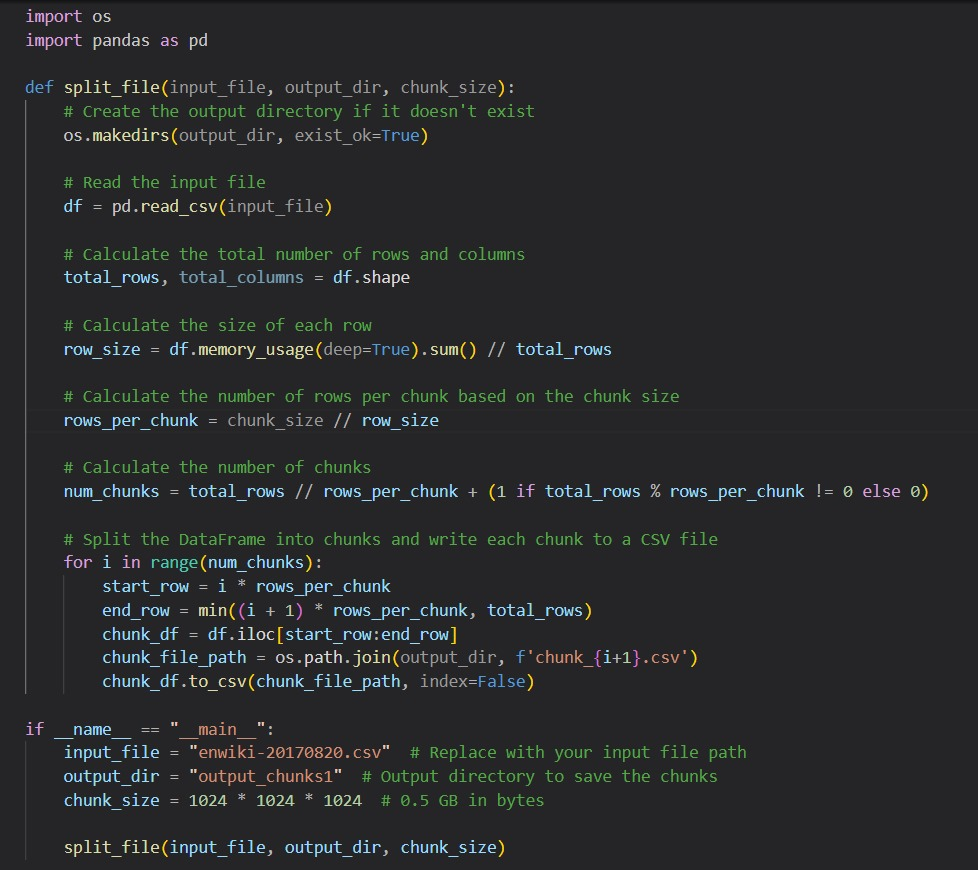 import os
import pandas as pd
def split_file(input_file, output_dir, chunk_size):
# Create the output directory if it doesn't exist
os.makedirs(output_dir, exist_ok=True)
# Read the input file
df = pd.read_csv(input_file)
# Calculate the total number of rows and columns
total_rows, total_columns = df.shape
# Calculate the size of each row
row_size = df.memory_usage(deep=True).sum() // total_rows
# Calculate the number of rows per chunk based on the chunk size
rows_per_chunk = chunk_size // row_size
# Calculate the number of chunks
num_chunks = total_rows // rows_per_chunk + (1 if total_rows % rows_per_chunk != 0 else 0)
# Split the DataFrame into chunks and write each chunk to a CSV file
for i in range(num_chunks):
start_row = i * rows_per_chunk
end_row = min((i + 1) * rows_per_chunk, total_rows)
chunk_df = df.iloc[start_row:end_row]
chunk_file_path = os.path.join(output_dir, f'chunk_{i+1}.csv')
chunk_df.to_csv(chunk_file_path, index=False)
if __name__ == "__main__":
input_file = "enwiki-20170820.csv"  # Replace with your input file path
output_dir = "output_chunks1"  # Output directory to save the chunks
chunk_size = 1024 * 1024 * 1024  # 0.5 GB in bytes
split_file(input_file, output_dir, chunk_size)